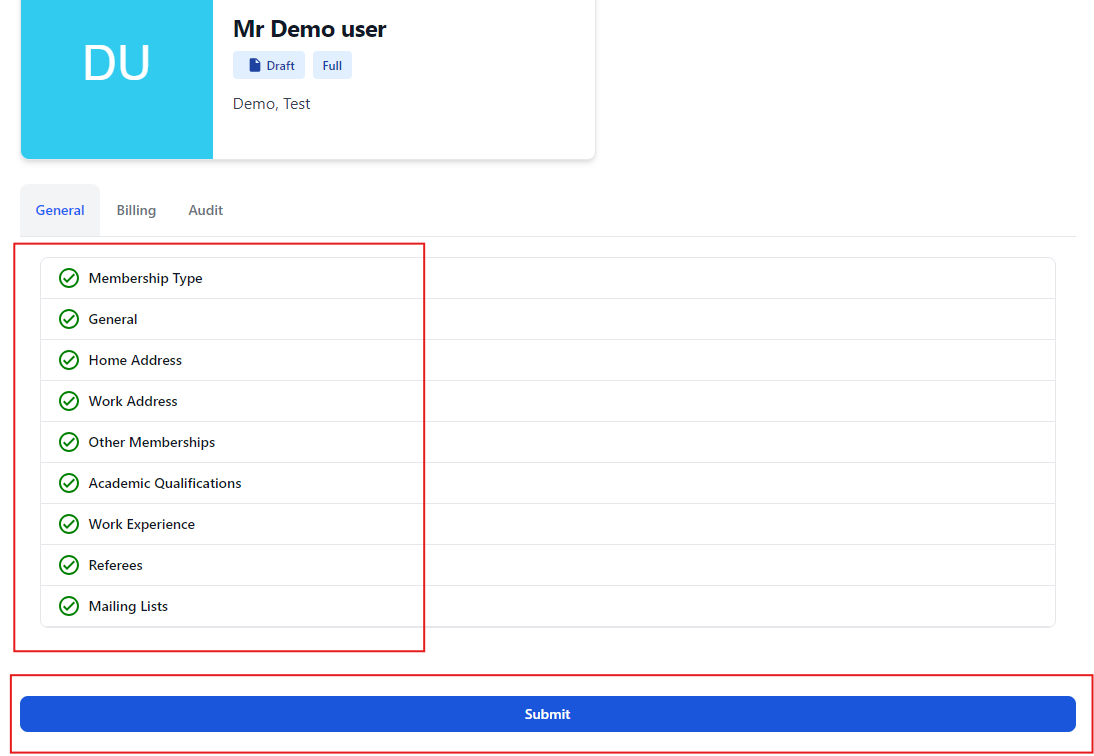 DU
Mr Demo user
Draft
Full
Demo, Test
General Billing Audit
Membership Type
General
Home Address
Work Address
Other Memberships
Academic Qualifications
Work Experience
Referees
Mailing Lists
Submit